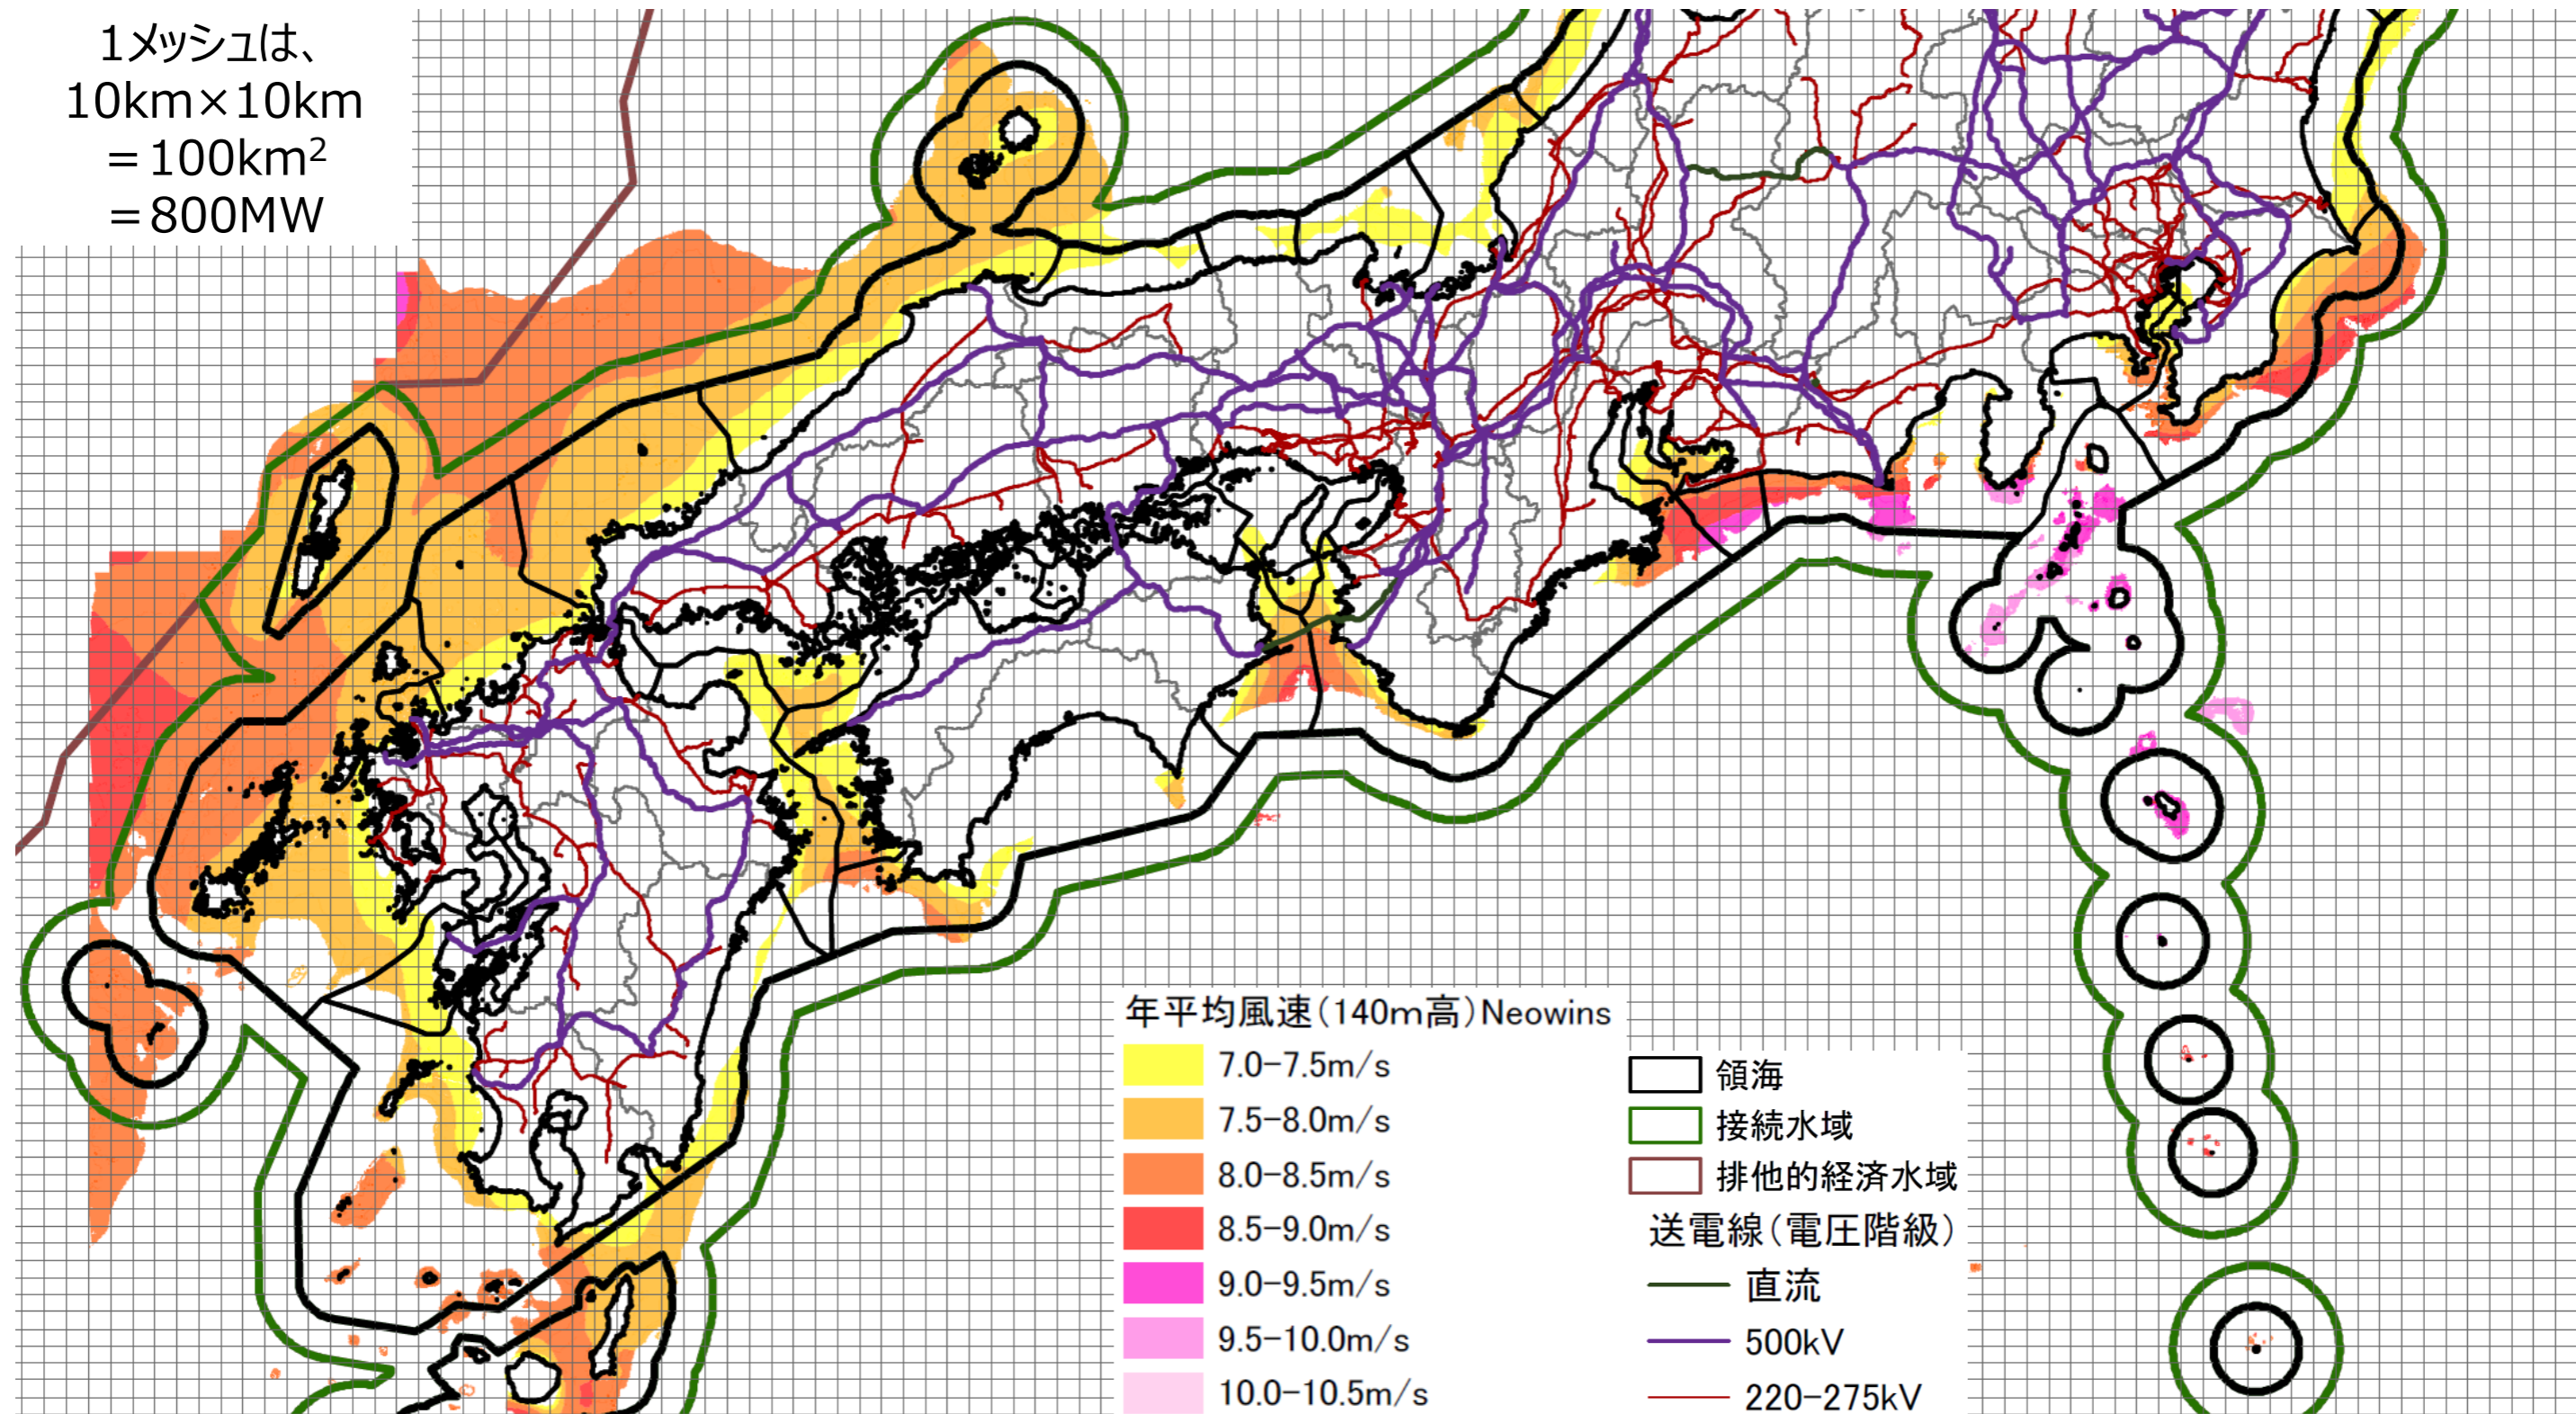 1メッシュは、
10km×10km
＝100km²
＝800MW
年平均風速(140m高)Neowins
7.0-7.5m/s
7.5-8.0m/s
8.0-8.5m/s
8.5-9.0m/s
9.0-9.5m/s
9.5-10.0m/s
10.0-10.5m/s
領海
接続水域
排他的経済水域
送電線(電圧階級)
直流
500kV
220-275kV